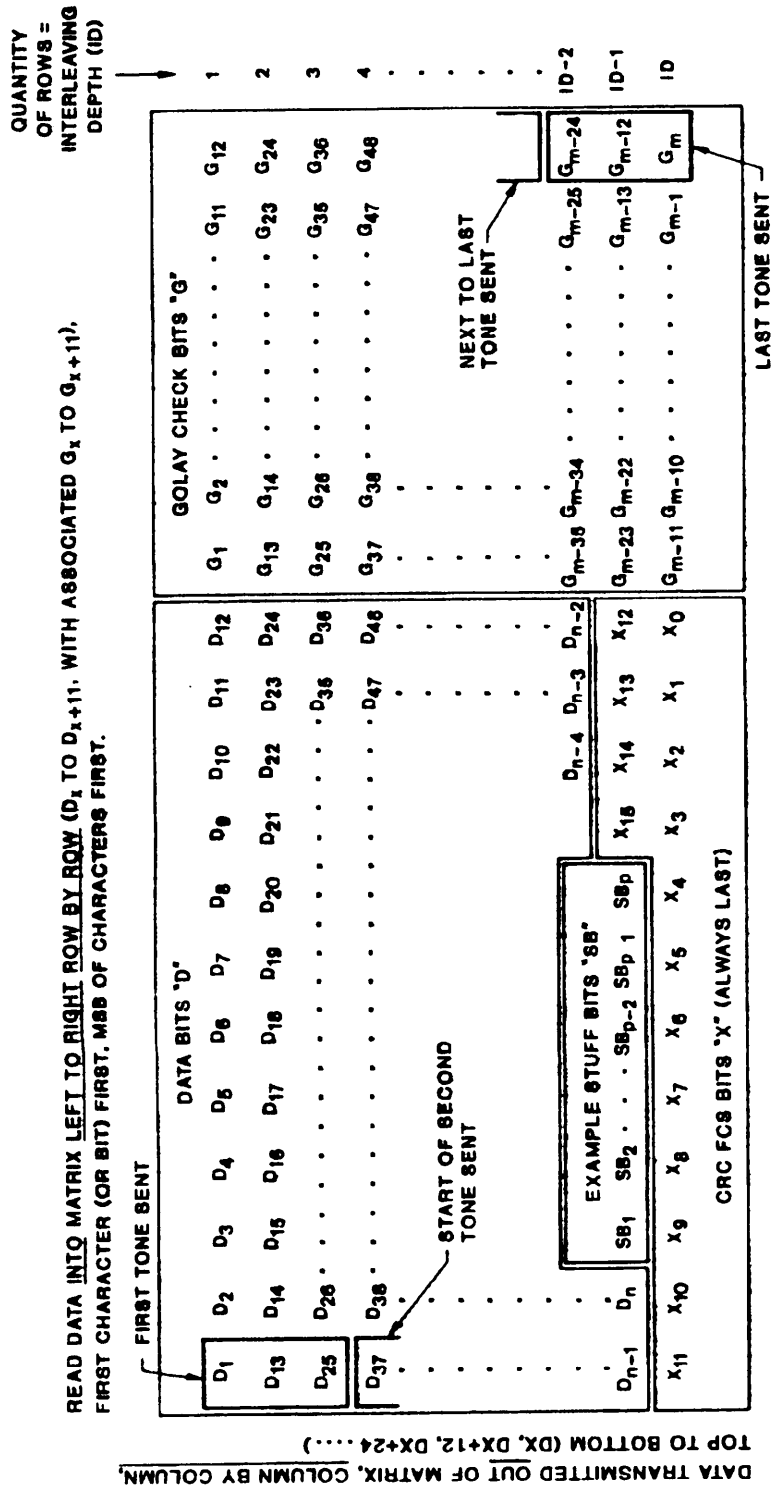 QUANTITY
OF ROWS =
INTERLEAVING
DEPTH (ID)
READ DATA INTO MATRIX LEFT TO RIGHT ROW BY ROW (Dx TO Dx+11, WITH ASSOCIATED Gx TO Gx+11),
FIRST CHARACTER (OR BIT) FIRST, MSB OF CHARACTERS FIRST.
FIRST TONE SENT
DATA BITS "D"
GOLAY CHECK BITS "G"
D1 D2 D3 D4 D5 D6 D7 D8 D9 D10 D11 D12 G1 G2 . . . . . . G11 G12 1
D13 D14 D15 D16 D17 D18 D19 D20 D21 D22 D23 D24 G13 G14 . . . . . . G23 G24 2
D25 D26 . . . . . . . . D35 D36 G25 G26 . . . . . . G35 G36 3
D37 D38 . . . . . . . . D47 D48 G37 G38 . . . . . . G47 G48 4
START OF SECOND
TONE SENT
NEXT TO LAST
TONE SENT
Dn-4 Dn-3 Dn-2 Gm-35 Gm-34 . . . . . . Gm-25 Gm-24 ID-2
EXAMPLE STUFF BITS "SB"
Dn-1 Dn SB1 SB2 . . . . SBp-2 SBp 1 SBp X15 X14 X13 X12 Gm-23 Gm-22 . . . . . . Gm-13 Gm-12 ID-1
X11 X10 X9 X8 X7 X6 X5 X4 X3 X2 X1 X0 Gm-11 Gm-10 . . . . . . Gm-1 Gm ID
CRC FCS BITS "X" (ALWAYS LAST)
LAST TONE SENT
DATA TRANSMITTED OUT OF MATRIX, COLUMN BY COLUMN,
TOP TO BOTTOM (DX, DX+12, DX+24 ....)